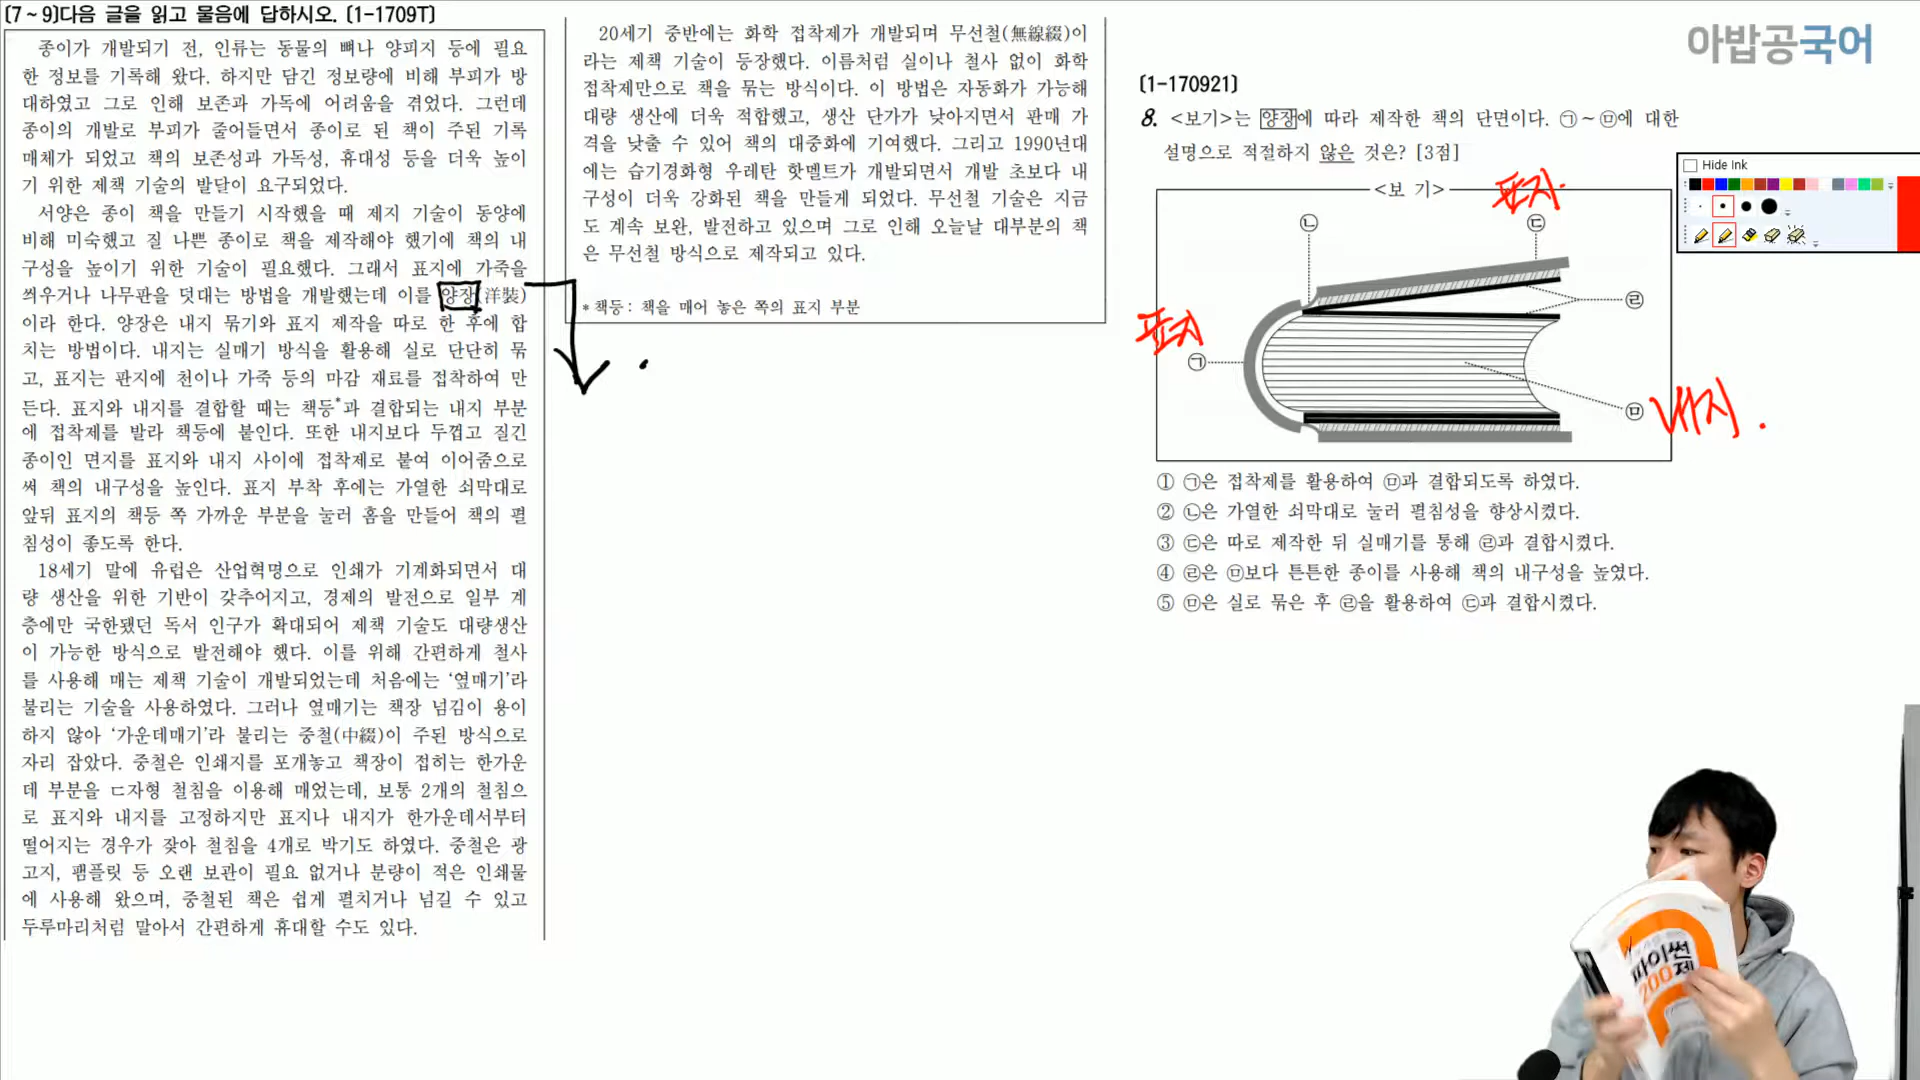 [7~9]다음 글을 읽고 물음에 답하시오. (1-1709T)
종이가 개발되기 전, 인류는 동물의 뼈나 양피지 등에 필요
한 정보를 기록해 왔다. 하지만 담긴 정보량에 비해 부피가 방
대하였고 그로 인해 보존과 가독에 어려움을 겪었다. 그런데
종이의 개발로 부피가 줄어들면서 종이로 된 책이 주된 기록
매체가 되었고 책의 보존성과 가독성, 휴대성 등을 더욱 높이
기 위한 제책 기술의 발달이 요구되었다.
서양은 종이 책을 만들기 시작했을 때 제지 기술이 동양에
비해 미숙했고 질 나쁜 종이로 책을 제작해야 했기에 책의 내
구성을 높이기 위한 기술이 필요했다. 그래서 표지에 가죽을
씌우거나 나무판을 덧대는 방법을 개발했는데 이를 양장(洋裝)
이라 한다. 양장은 내지 묶기와 표지 제작을 따로 한 후에 합
치는 방법이다. 내지는 실매기 방식을 활용해 실로 단단히 묶
고, 표지는 판지에 천이나 가죽 등의 마감 재료를 접착하여 만
든다. 표지와 내지를 결합할 때는 책등*과 결합되는 내지 부분
에 접착제를 발라 책등에 붙인다. 또한 내지보다 두껍고 질긴
종이인 면지를 표지와 내지 사이에 접착제로 붙여 이어줌으로
써 책의 내구성을 높인다. 표지 부착 후에는 가열한 쇠막대로
앞뒤 표지의 책등 쪽 가까운 부분을 눌러 홈을 만들어 책의 펼
침성이 좋도록 한다.
18세기 말에 유럽은 산업혁명으로 인쇄가 기계화되면서 대
량 생산을 위한 기반이 갖추어지고, 경제의 발전으로 일부 계
층에만 국한됐던 독서 인구가 확대되어 제책 기술도 대량생산
이 가능한 방식으로 발전해야 했다. 이를 위해 간편하게 철사
를 사용해 매는 제책 기술이 개발되었는데 처음에는 ‘옆매기’라
불리는 기술을 사용하였다. 그러나 옆매기는 책장 넘김이 용이
하지 않아 ‘가운데매기’라 불리는 중철(中綴)이 주된 방식으로
자리 잡았다. 중철은 인쇄지를 포개놓고 책장이 접히는 한가운
데 부분을 ㄷ자형 철침을 이용해 매었는데, 보통 2개의 철침으
로 표지와 내지를 고정하지만 표지나 내지가 한가운데서부터
떨어지는 경우가 잦아 철침을 4개로 박기도 하였다. 중철은 광
고지, 팸플릿 등 오랜 보관이 필요 없거나 분량이 적은 인쇄물
에 사용해 왔으며, 중철된 책은 쉽게 펼치거나 넘길 수 있고
두루마리처럼 말아서 간편하게 휴대할 수도 있다.
20세기 중반에는 화학 접착제가 개발되며 무선철(無線綴)이
라는 제책 기술이 등장했다. 이름처럼 실이나 철사 없이 화학
접착제만으로 책을 묶는 방식이다. 이 방법은 자동화가 가능해
대량 생산에 더욱 적합했고, 생산 단가가 낮아지면서 판매 가
격을 낮출 수 있어 책의 대중화에 기여했다. 그리고 1990년대
에는 습기경화형 우레탄 핫멜트가 개발되면서 개발 초보다 내
구성이 더욱 강화된 책을 만들게 되었다. 무선철 기술은 지금
도 계속 보완, 발전하고 있으며 그로 인해 오늘날 대부분의 책
은 무선철 방식으로 제작되고 있다.
* 책등: 책을 매어 놓은 쪽의 표지 부분
아밥공국어
(1-170921)
8. <보기>는 양장에 따라 제작한 책의 단면이다. ㉠~㉤에 대한
설명으로 적절하지 않은 것은? [3점]
<보 기>
표지.
㉡
㉢
㉣
표지
㉠
㉤
내지.
① ㉠은 접착제를 활용하여 ㉤과 결합되도록 하였다.
② ㉡은 가열한 쇠막대로 눌러 펼침성을 향상시켰다.
③ ㉢은 따로 제작한 뒤 실매기를 통해 ㉣과 결합시켰다.
④ ㉣은 ㉤보다 튼튼한 종이를 사용해 책의 내구성을 높였다.
⑤ ㉤은 실로 묶은 후 ㉣을 활용하여 ㉢과 결합시켰다.
Hide Ink
파이썬
200제